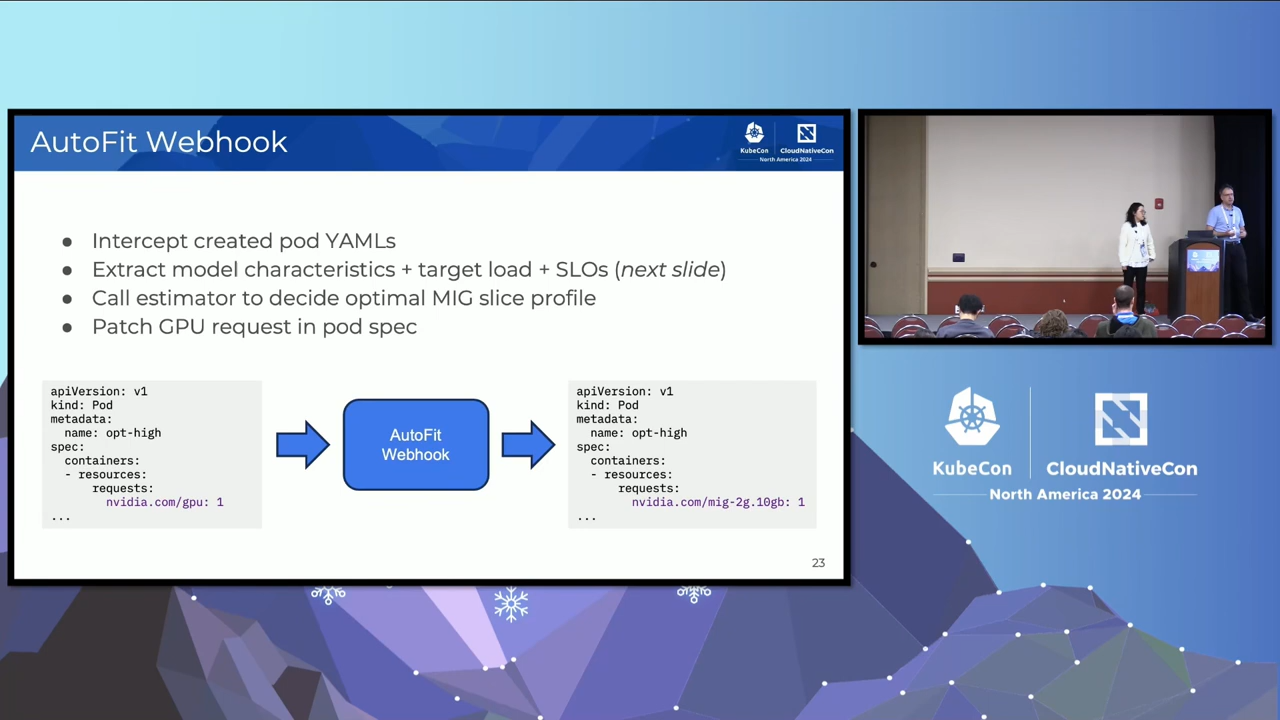 AutoFit Webhook
KubeCon
CloudNativeCon
North America 2024
● Intercept created pod YAMLs
● Extract model characteristics + target load + SLOs (next slide)
● Call estimator to decide optimal MIG slice profile
● Patch GPU request in pod spec
apiVersion: v1
kind: Pod
metadata:
  name: opt-high
spec:
  containers:
  - resources:
      requests:
        nvidia.com/gpu: 1
...
AutoFit
Webhook
apiVersion: v1
kind: Pod
metadata:
  name: opt-high
spec:
  containers:
  - resources:
      requests:
        nvidia.com/mig-2g.10gb: 1
...
23
KubeCon
CloudNativeCon
North America 2024